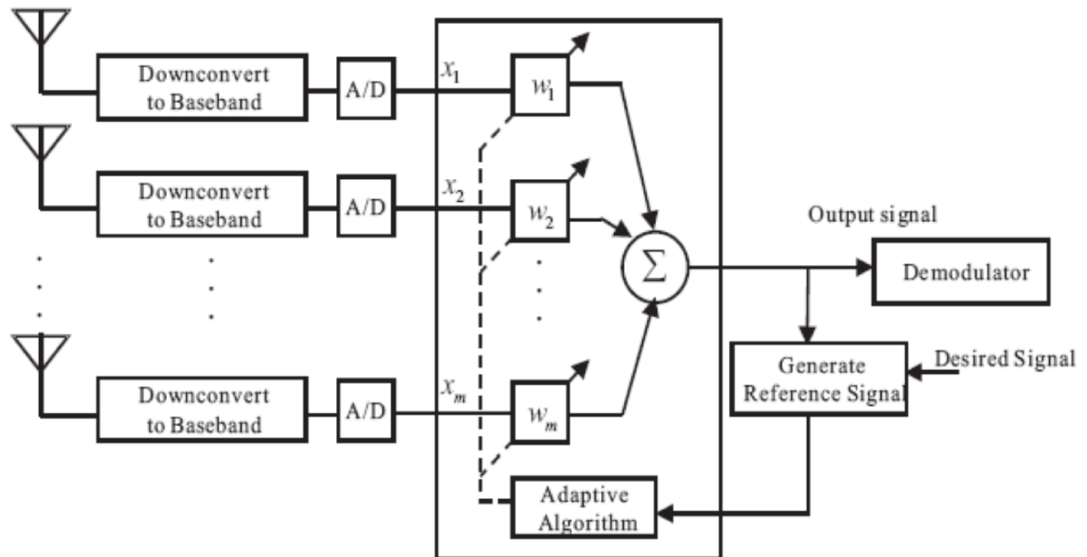 Downconvert
to Baseband
A/D
x₁
w₁
Downconvert
to Baseband
A/D
x₂
w₂
Σ
Output signal
Demodulator
Generate
Reference Signal
Desired Signal
Downconvert
to Baseband
A/D
xₘ
wₘ
Adaptive
Algorithm